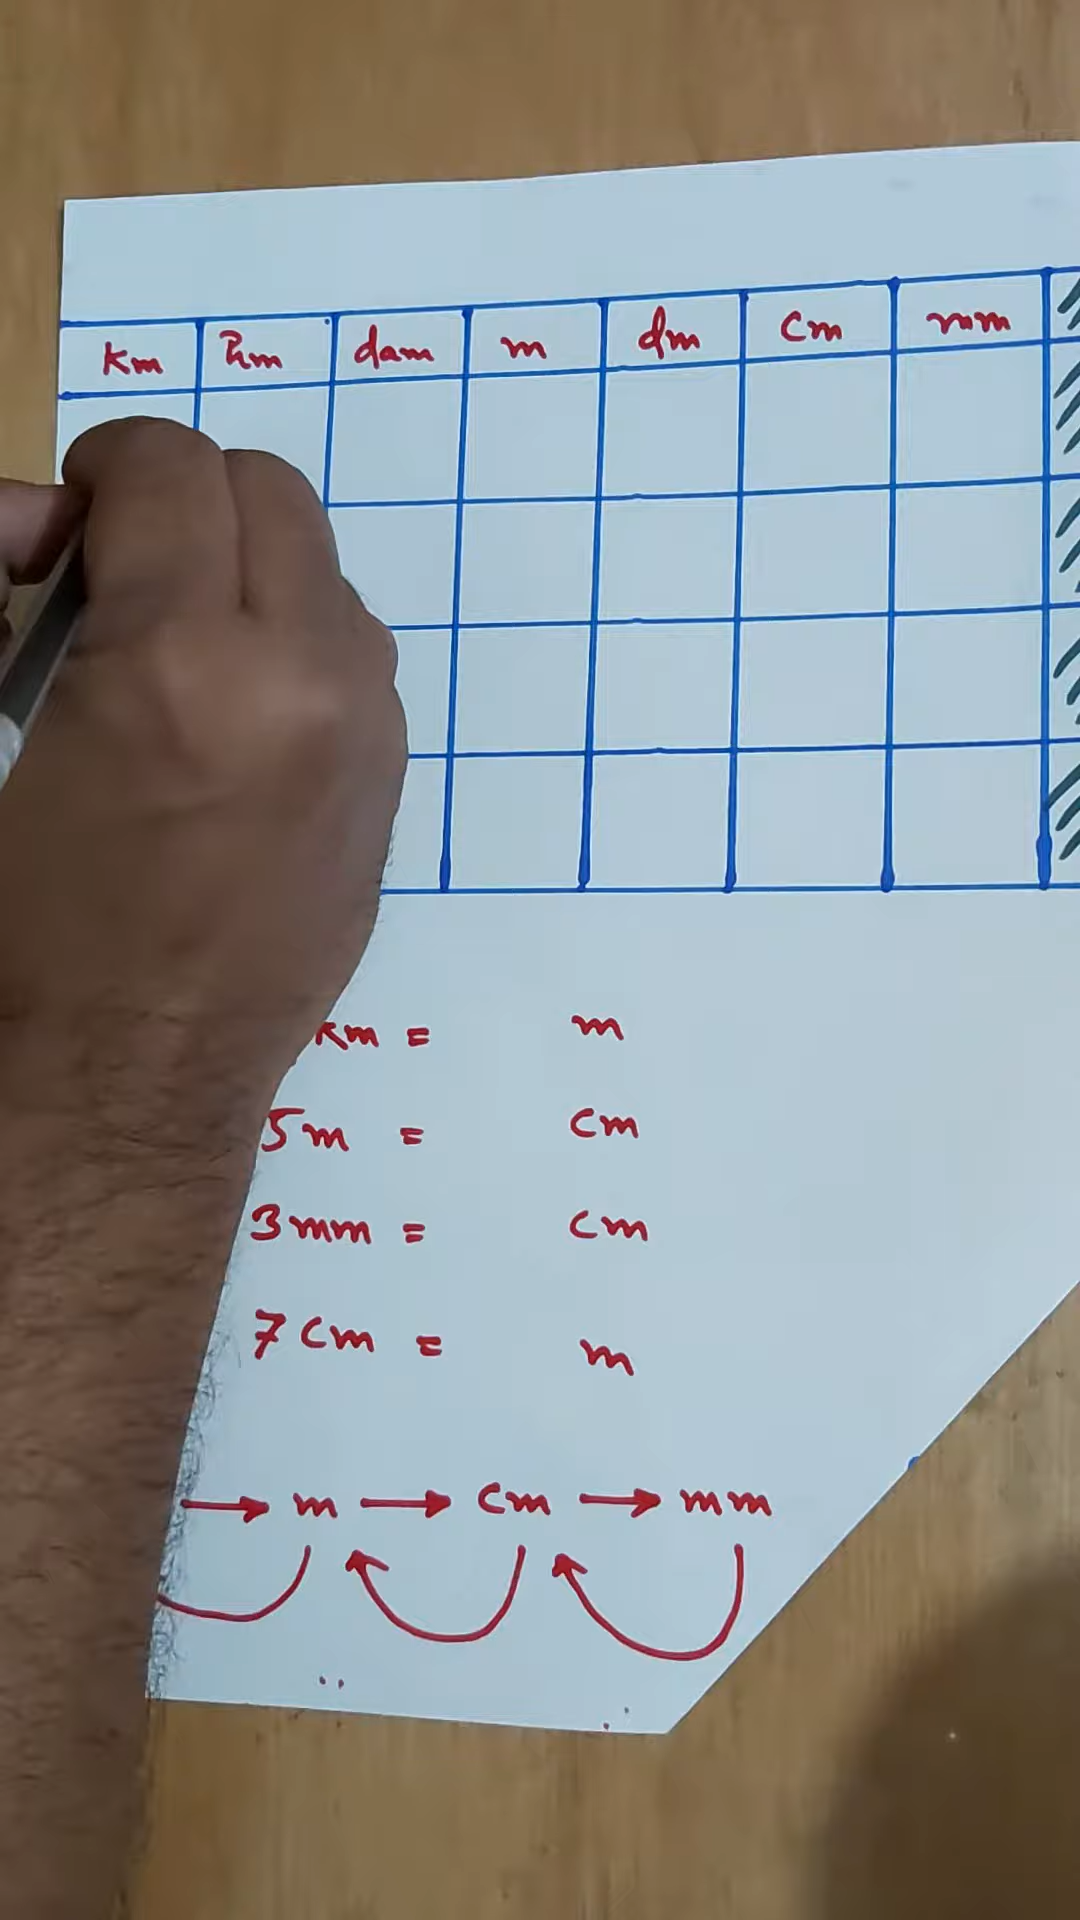 km hm dam m dm cm mm
km = m
5m = cm
3mm = cm
7cm = m
→ m → cm → mm